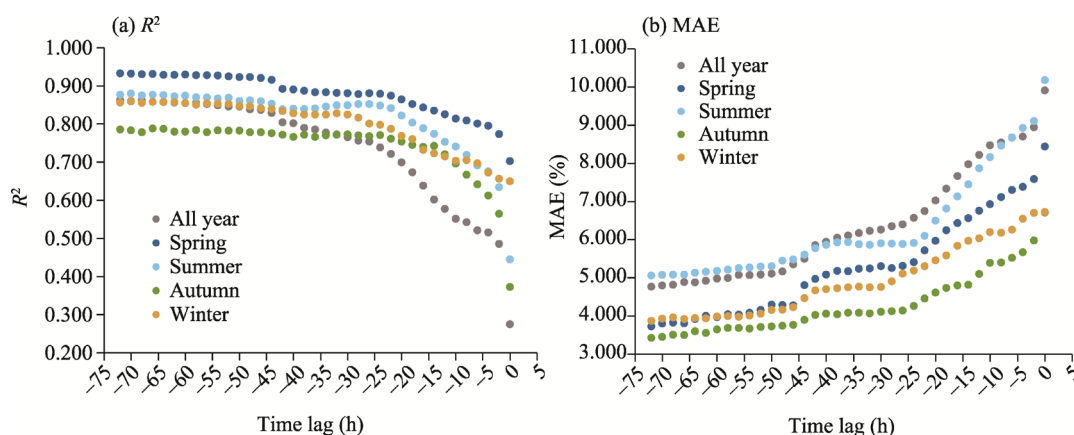 (a) R²
1.000
0.900
0.800
0.700
0.600
0.500
0.400
0.300
0.200
R²
All year
Spring
Summer
Autumn
Winter
−75 −70 −65 −60 −55 −50 −45 −40 −35 −30 −25 −20 −15 −10 −5 0 5
Time lag (h)
(b) MAE
11.000
10.000
9.000
8.000
7.000
6.000
5.000
4.000
3.000
MAE (%)
All year
Spring
Summer
Autumn
Winter
−75 −70 −65 −60 −55 −50 −45 −40 −35 −30 −25 −20 −15 −10 −5 0 5
Time lag (h)